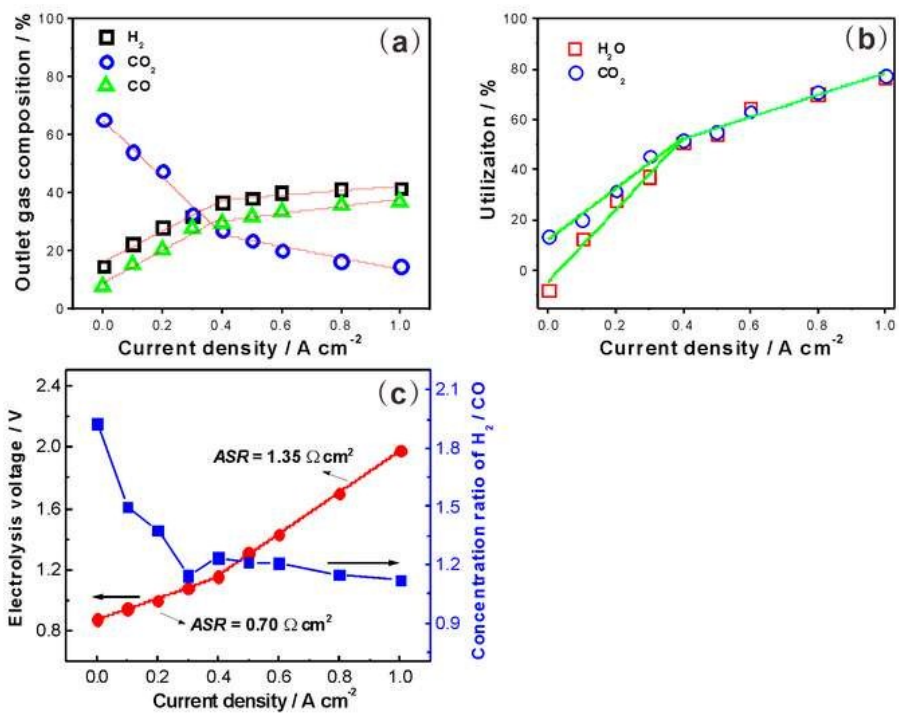 (a)
H₂
CO₂
CO
Outlet gas composition / %
100
80
60
40
20
0
0.0 0.2 0.4 0.6 0.8 1.0
Current density / A cm⁻²
(b)
H₂O
CO₂
Utilizaiton / %
100
80
60
40
20
0
0.0 0.2 0.4 0.6 0.8 1.0
Current density / A cm⁻²
(c)
Electrolysis voltage / V
2.4
2.0
1.6
1.2
0.8
ASR = 1.35 Ω cm²
ASR = 0.70 Ω cm²
2.1
1.8
1.5
1.2
0.9
Concentration ratio of H₂ / CO
0.0 0.2 0.4 0.6 0.8 1.0
Current density / A cm⁻²